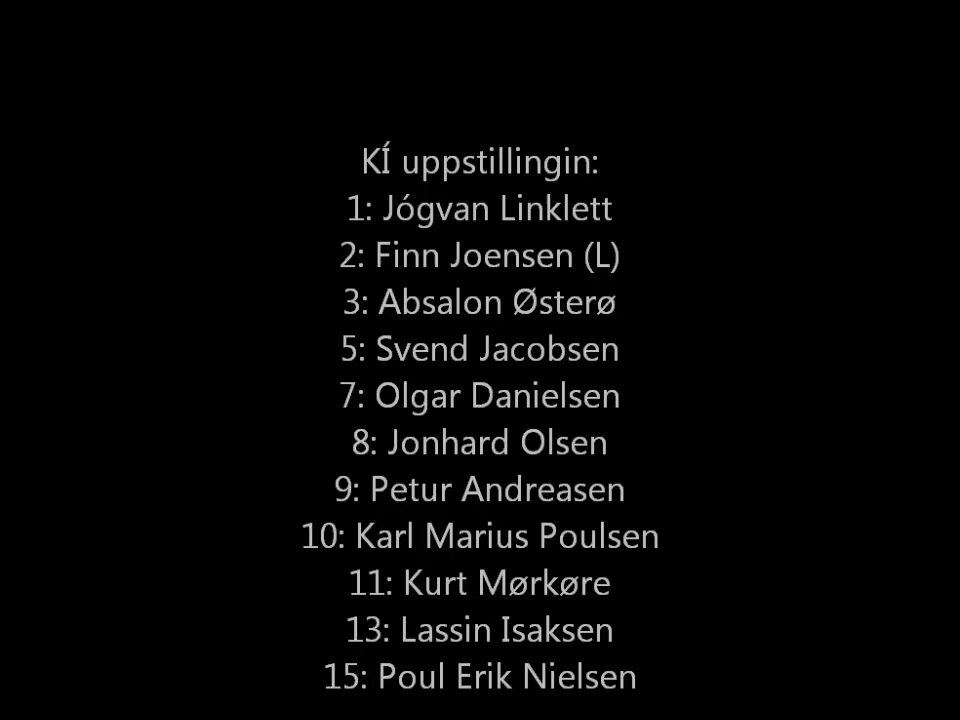 KÍ uppstillingin:
1: Jógvan Linklett
2: Finn Joensen (L)
3: Absalon Østerø
5: Svend Jacobsen
7: Olgar Danielsen
8: Jonhard Olsen
9: Petur Andreasen
10: Karl Marius Poulsen
11: Kurt Mørkøre
13: Lassin Isaksen
15: Poul Erik Nielsen